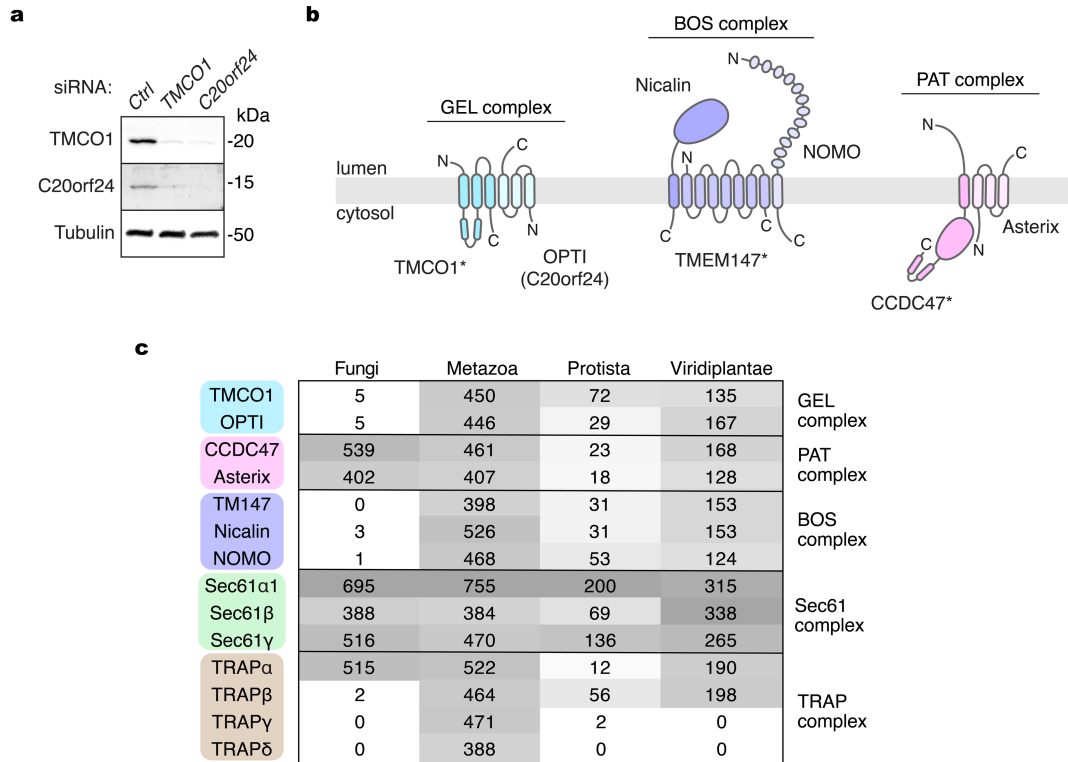 a
siRNA:
Ctrl
TMCO1
C20orf24
kDa
TMCO1
-20
C20orf24
-15
Tubulin
-50
b
GEL complex
BOS complex
PAT complex
lumen
cytosol
N
C
C
N
TMCO1*
OPTI
(C20orf24)
Nicalin
N
N
NOMO
C
C
C
TMEM147*
N
C
C
N
Asterix
CCDC47*
c
Fungi Metazoa Protista Viridiplantae
TMCO1 5 450 72 135
OPTI 5 446 29 167
GEL
complex
CCDC47 539 461 23 168
Asterix 402 407 18 128
PAT
complex
TM147 0 398 31 153
Nicalin 3 526 31 153
NOMO 1 468 53 124
BOS
complex
Sec61α1 695 755 200 315
Sec61β 388 384 69 338
Sec61γ 516 470 136 265
Sec61
complex
TRAPα 515 522 12 190
TRAPβ 2 464 56 198
TRAPγ 0 471 2 0
TRAPδ 0 388 0 0
TRAP
complex